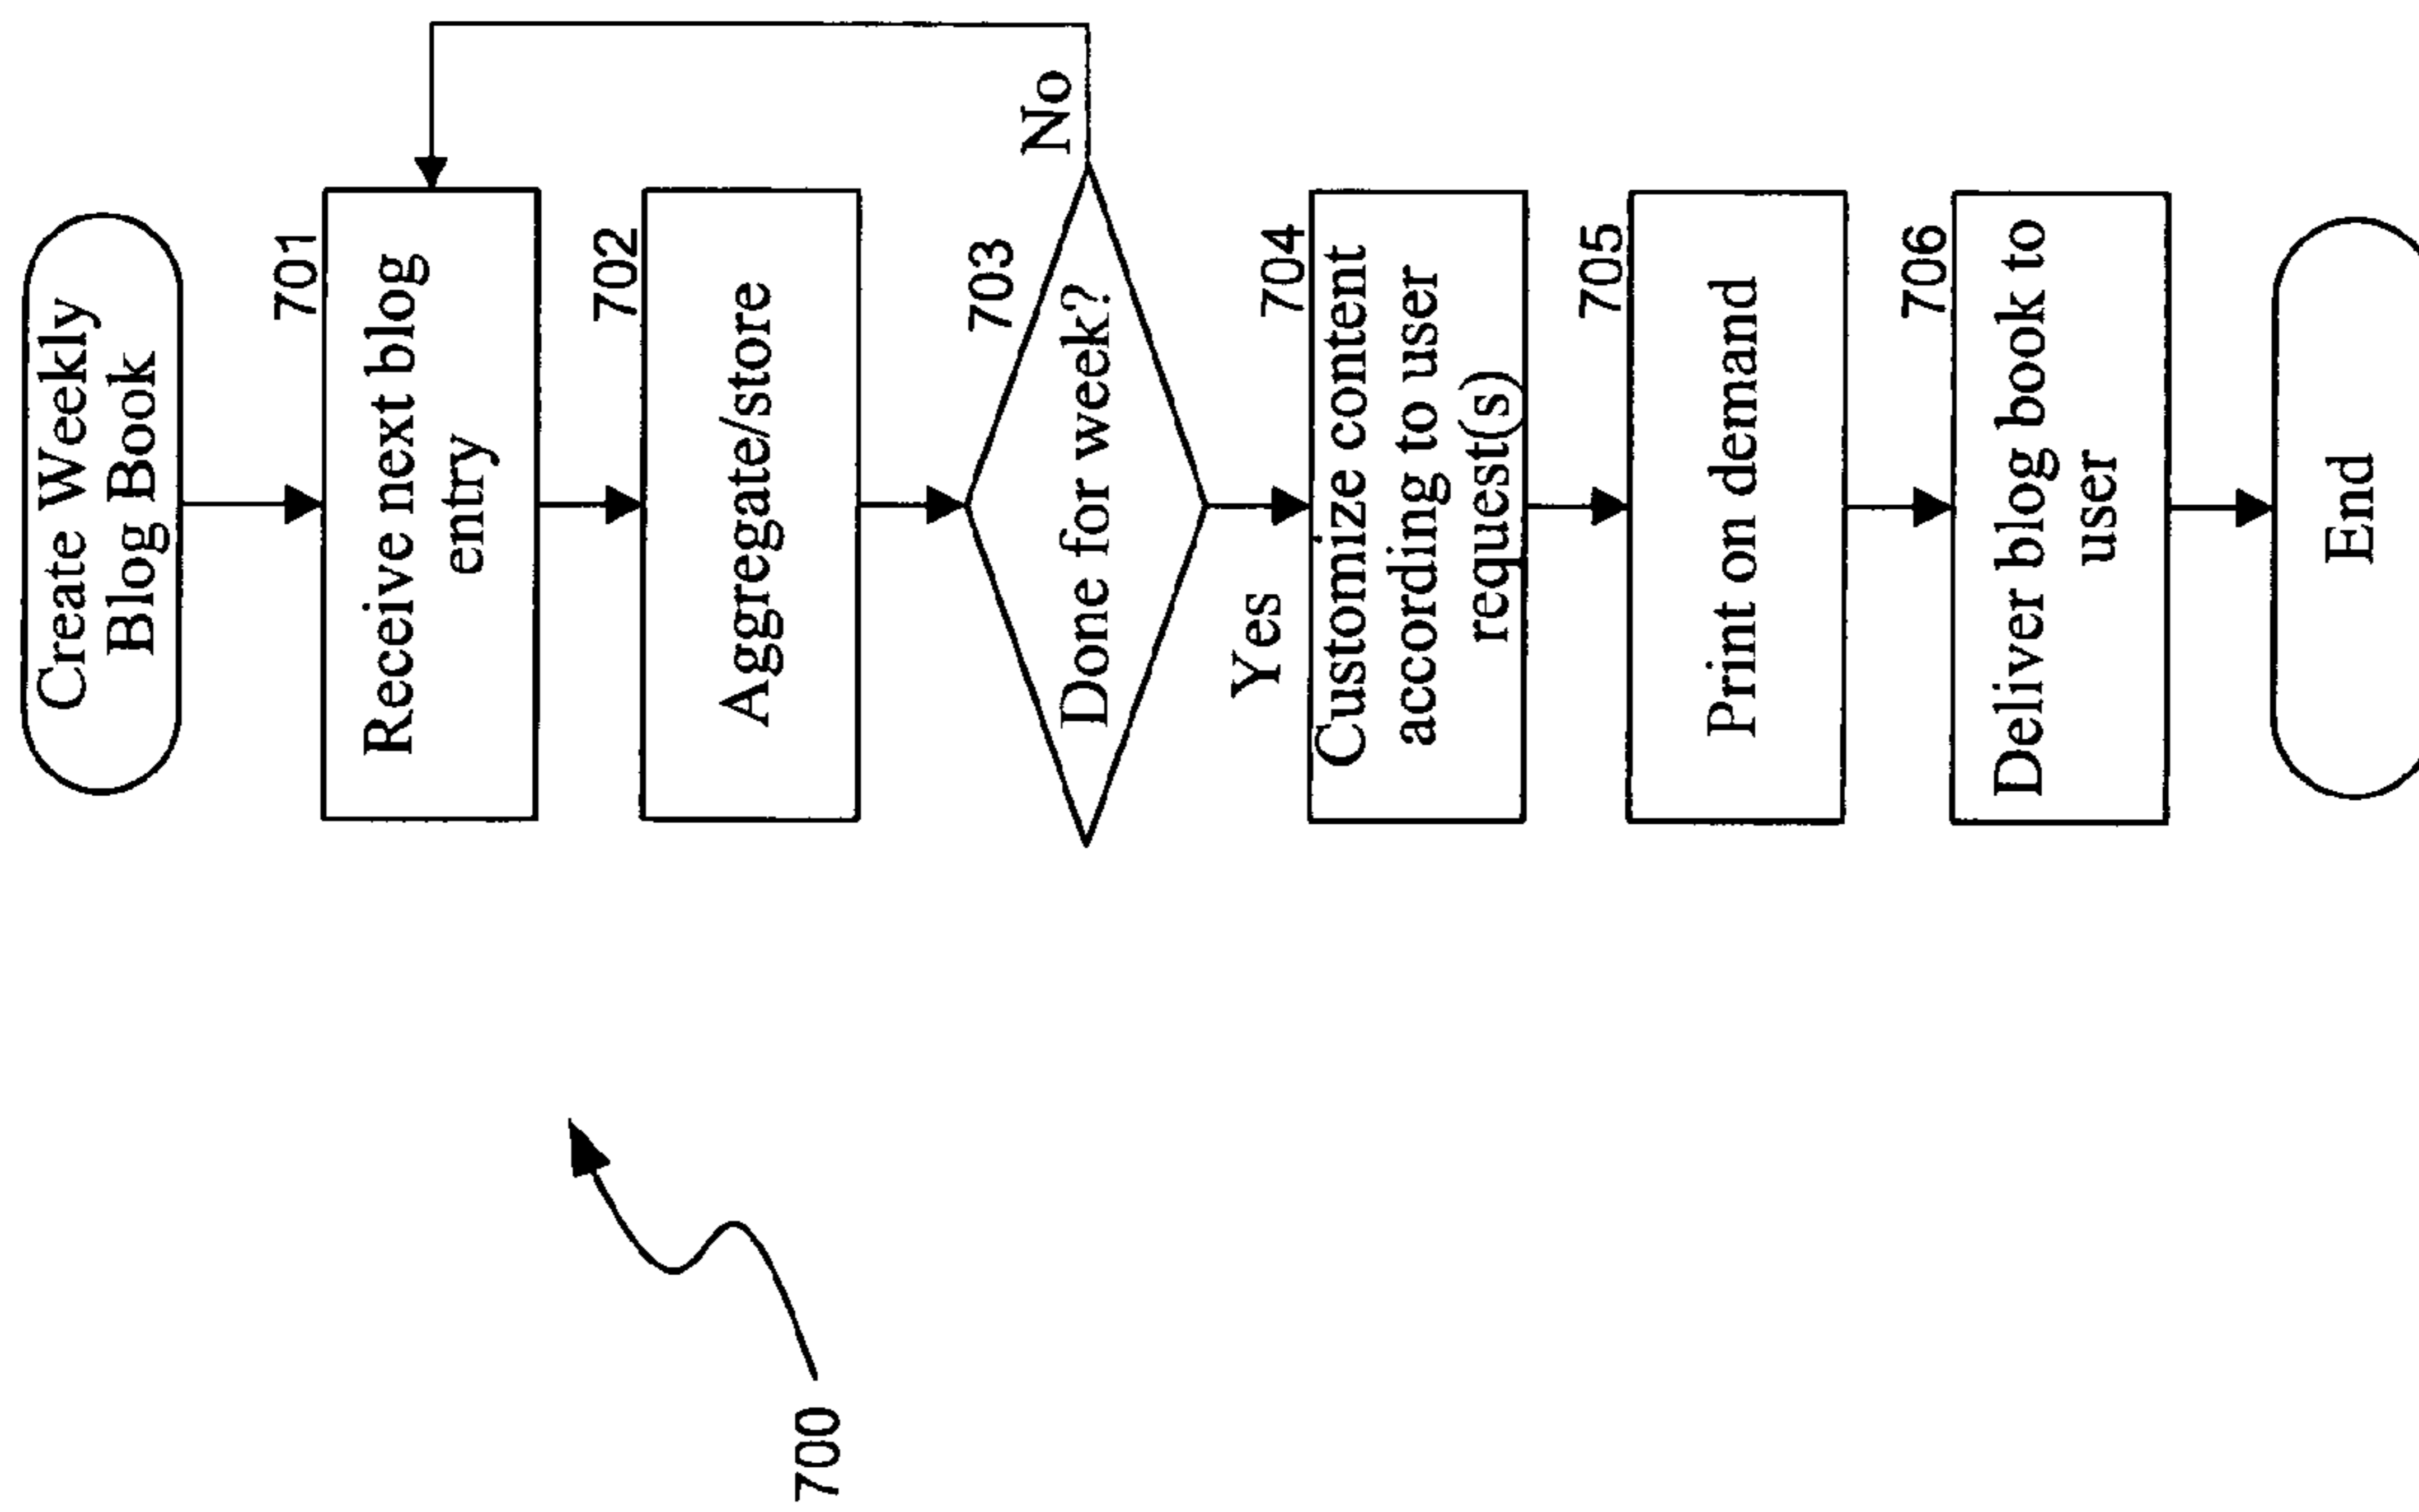 Create Weekly
Blog Book
701
Receive next blog
entry
702
Aggregate/store
703
Done for week?
No
Yes
704
Customize content
according to user
request(s)
705
Print on demand
706
Deliver blog book to
user
End
700